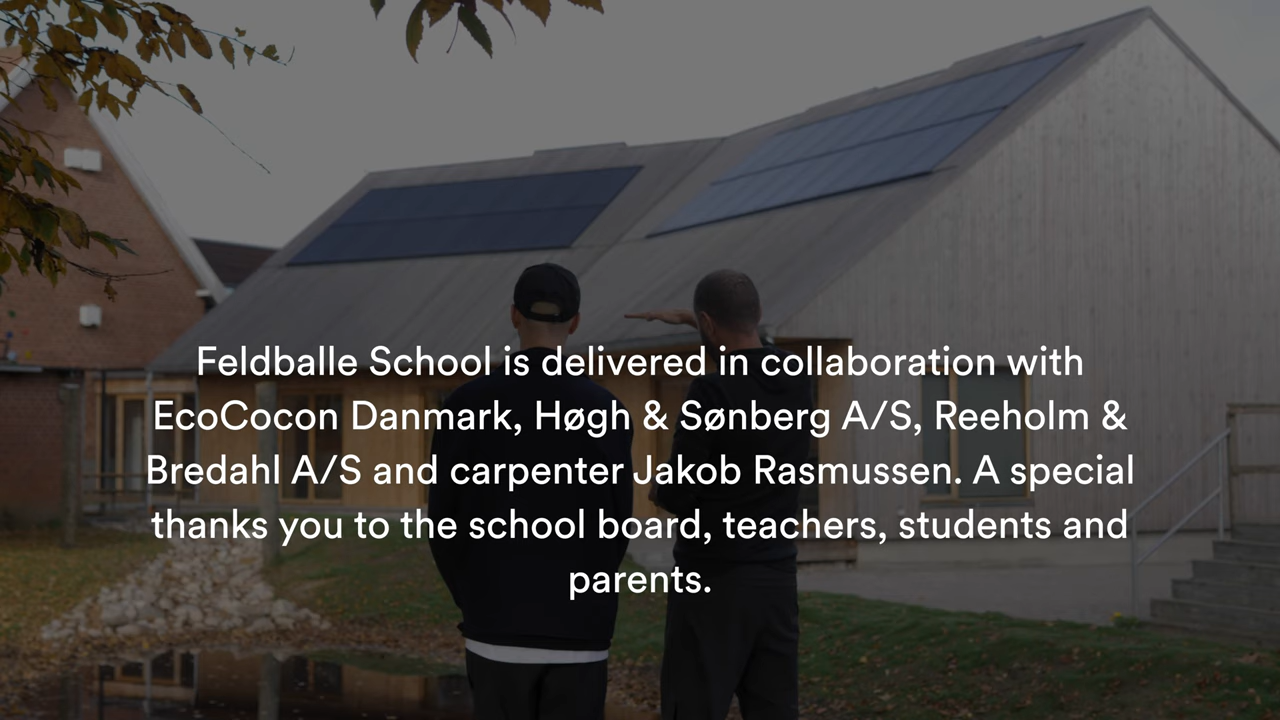 Feldballe School is delivered in collaboration with
EcoCocon Danmark, Høgh & Sønberg A/S, Reeholm &
Bredahl A/S and carpenter Jakob Rasmussen. A special
thanks you to the school board, teachers, students and
parents.